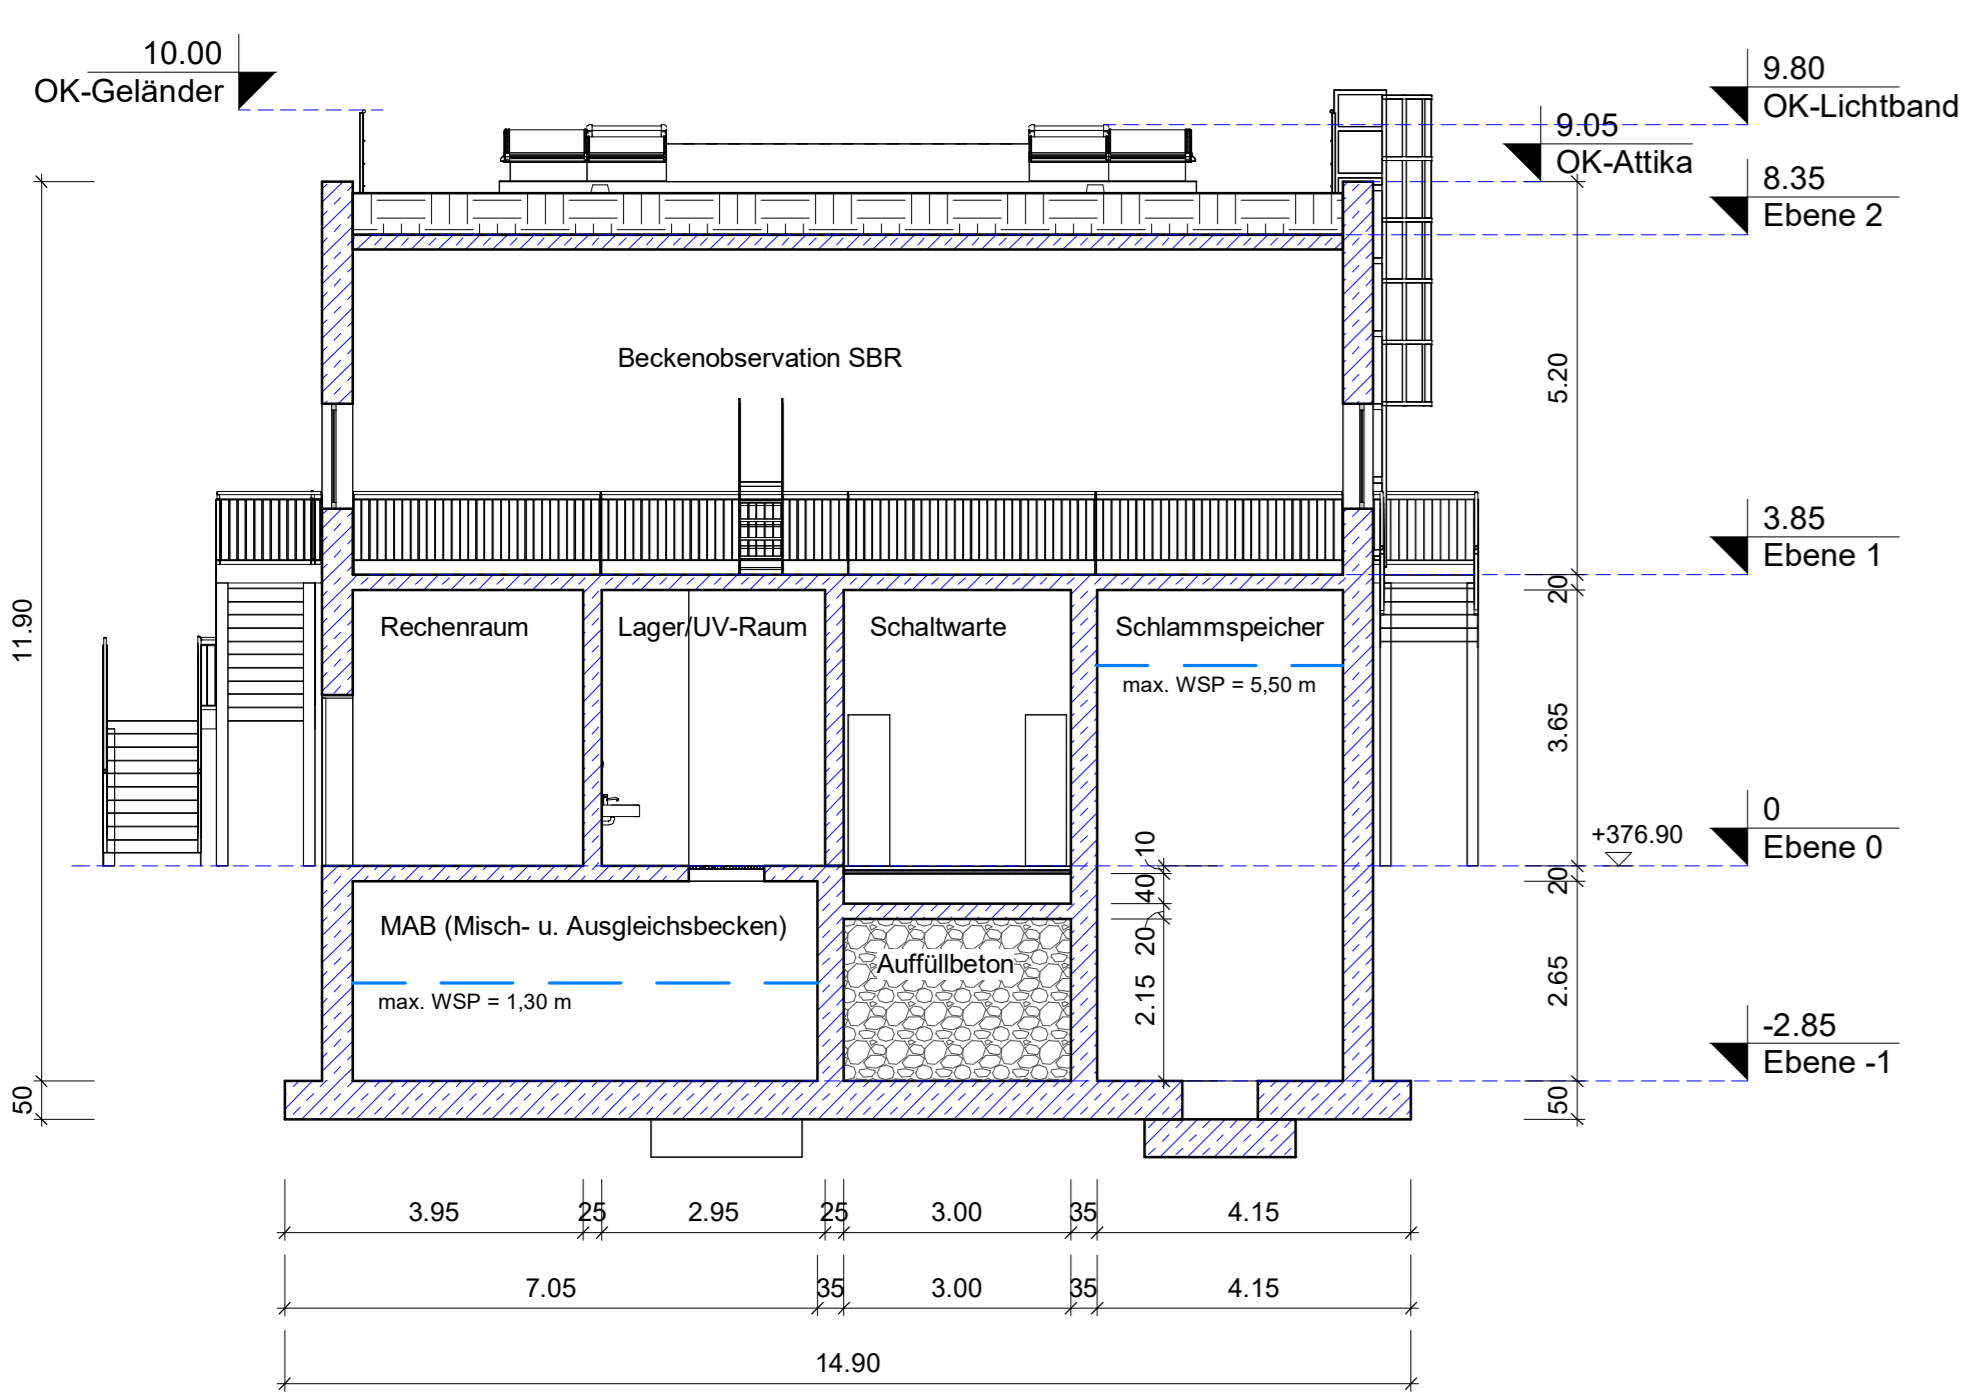 10.00
OK-Geländer
9.80
OK-Lichtband
9.05
OK-Attika
8.35
Ebene 2
Beckenobservation SBR
5.20
3.85
Ebene 1
20
11.90
Rechenraum
Lager/UV-Raum
Schaltwarte
Schlammspeicher
max. WSP = 5,50 m
3.65
0
Ebene 0
+376.90
10
40
20
2.15
20
MAB (Misch- u. Ausgleichsbecken)
Auffüllbeton
max. WSP = 1,30 m
2.65
-2.85
Ebene -1
50
50
3.95 25 2.95 25 3.00 35 4.15
7.05 35 3.00 35 4.15
14.90